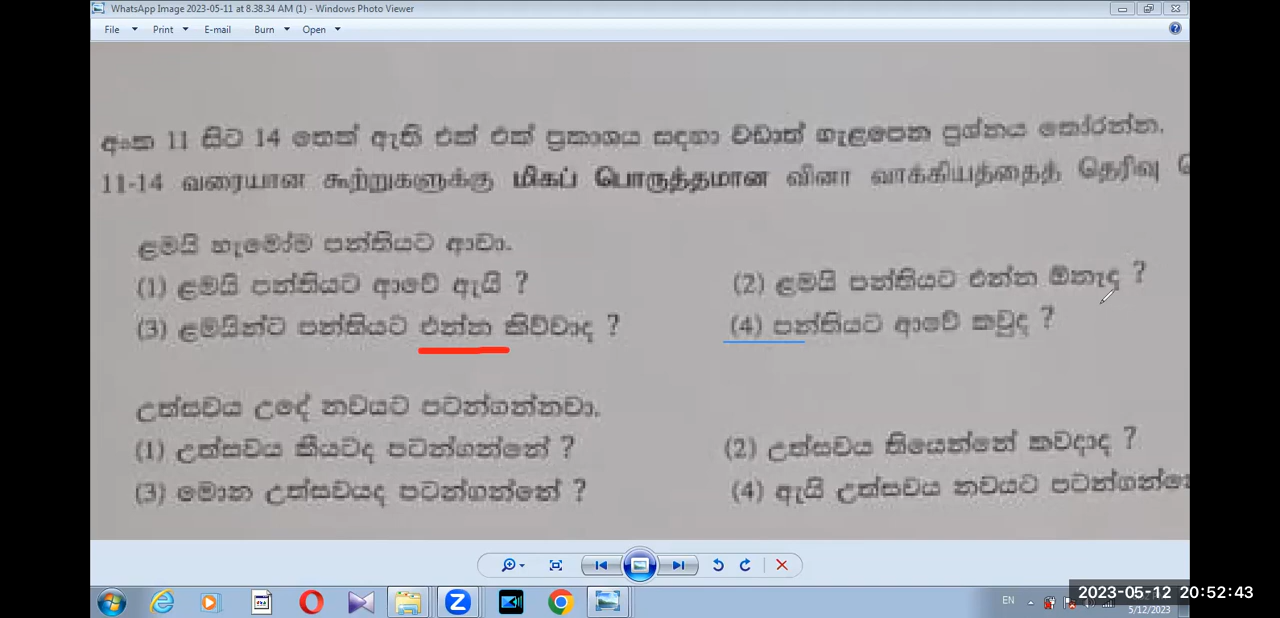 WhatsApp Image 2023-05-11 at 8.38.34 AM (1) - Windows Photo Viewer
File Print E-mail Burn Open
අංක 11 සිට 14 තෙක් ඇති එක් එක් ප්‍රකාශය සඳහා වඩාත් ගැළපෙන ප්‍රශ්නය තෝරන්න.
11-14 வரையான கூற்றுகளுக்கு மிகப் பொருத்தமான வினா வாக்கியத்தைத் தெரிவு
ළමයි හැමෝම පන්තියට ආවා.
(1) ළමයි පන්තියට ආවේ ඇයි ? (2) ළමයි පන්තියට එන්න ඕනැද ?
(3) ළමයින්ට පන්තියට එන්න කිව්වාද ? (4) පන්තියට ආවේ කවුද ?
උත්සවය උදේ නවයට පටන්ගන්නවා.
(1) උත්සවය කීයටද පටන්ගන්නේ ? (2) උත්සවය තියෙන්නේ කවදාද ?
(3) මොන උත්සවයද පටන්ගන්නේ ? (4) ඇයි උත්සවය නවයට පටන්ගන්නේ
EN
5/12/2023
2023-05-12 20:52:43